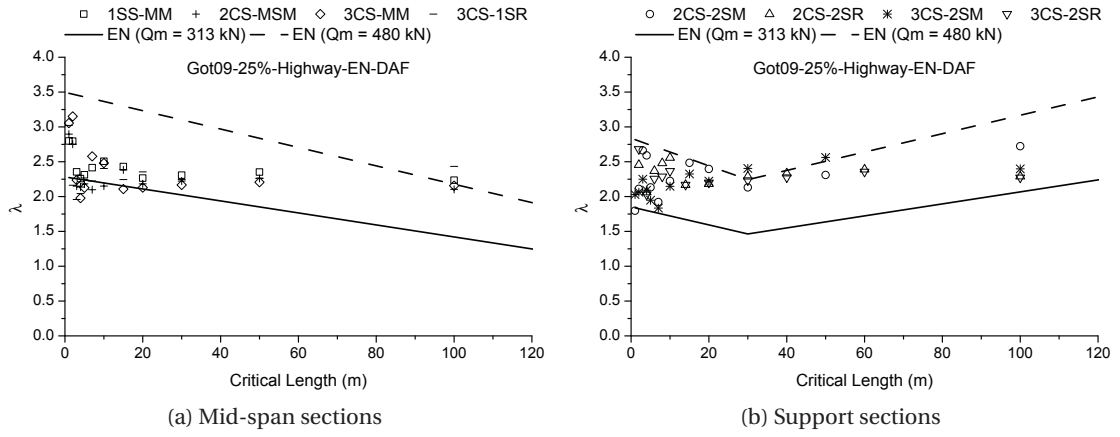 1SS-MM 2CS-MSM 3CS-MM 3CS-1SR
EN (Qm = 313 kN) EN (Qm = 480 kN)
Got09-25%-Highway-EN-DAF
4.0
3.5
3.0
2.5
2.0
1.5
1.0
0.5
0.0
λ
0 20 40 60 80 100 120
Critical Length (m)
(a) Mid-span sections
2CS-2SM 2CS-2SR 3CS-2SM 3CS-2SR
EN (Qm = 313 kN) EN (Qm = 480 kN)
Got09-25%-Highway-EN-DAF
4.0
3.5
3.0
2.5
2.0
1.5
1.0
0.5
0.0
λ
0 20 40 60 80 100 120
Critical Length (m)
(b) Support sections